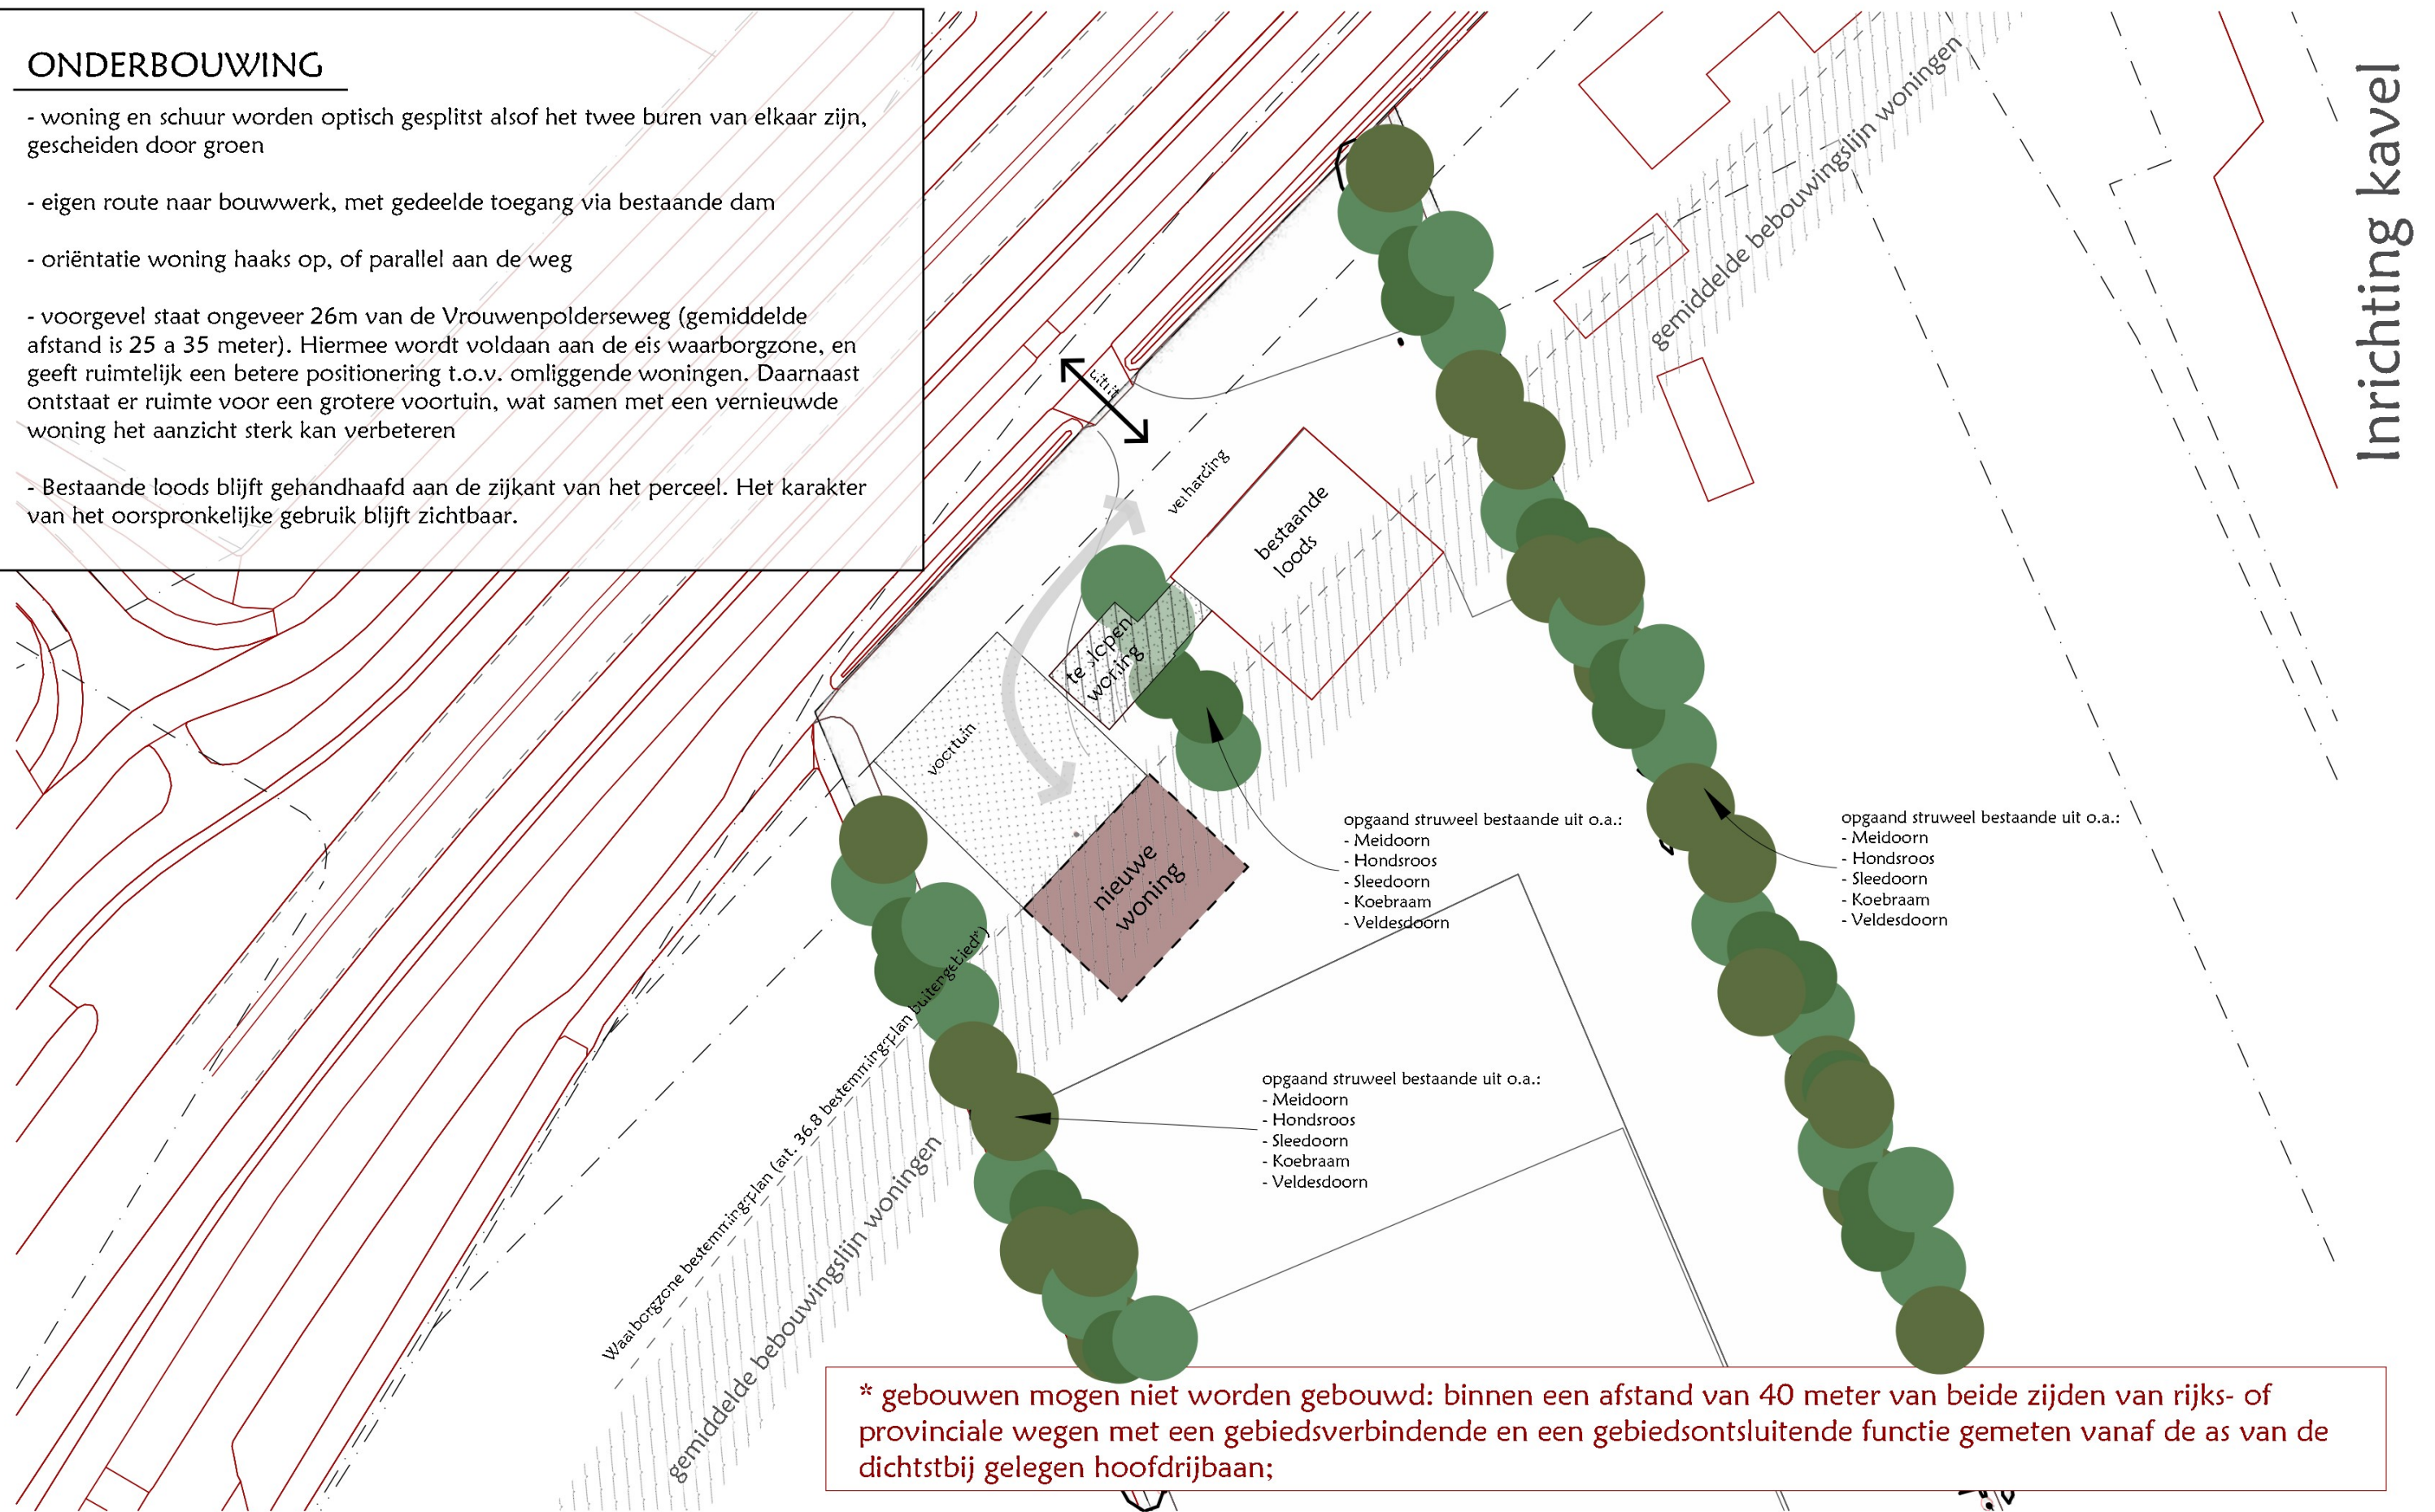 ONDERBOUWING
- woning en schuur worden optisch gesplitst alsof het twee buren van elkaar zijn,
gescheiden door groen
- eigen route naar bouwwerk, met gedeelde toegang via bestaande dam
- oriëntatie woning haaks op, of parallel aan de weg
- voorgevel staat ongeveer 26m van de Vrouwenpolderseweg (gemiddelde
afstand is 25 a 35 meter). Hiermee wordt voldaan aan de eis waarborgzone, en
geeft ruimtelijk een betere positionering t.o.v. omliggende woningen. Daarnaast
ontstaat er ruimte voor een grotere voortuin, wat samen met een vernieuwde
woning het aanzicht sterk kan verbeteren
- Bestaande loods blijft gehandhaafd aan de zijkant van het perceel. Het karakter
van het oorspronkelijke gebruik blijft zichtbaar.
Inrichting kavel
gemiddelde bebouwingslijn woningen
uitrit
verharding
bestaande
loods
te slopen
woning
voortuin
nieuwe
woning
opgaand struweel bestaande uit o.a.:
- Meidoorn
- Hondsroos
- Sleedoorn
- Koebraam
- Veldesdoorn
opgaand struweel bestaande uit o.a.:
- Meidoorn
- Hondsroos
- Sleedoorn
- Koebraam
- Veldesdoorn
opgaand struweel bestaande uit o.a.:
- Meidoorn
- Hondsroos
- Sleedoorn
- Koebraam
- Veldesdoorn
Waarborgzone bestemmingsplan (art. 36.8 bestemmingsplan buitengebied*)
gemiddelde bebouwingslijn woningen
* gebouwen mogen niet worden gebouwd: binnen een afstand van 40 meter van beide zijden van rijks- of
provinciale wegen met een gebiedsverbindende en een gebiedsontsluitende functie gemeten vanaf de as van de
dichtstbij gelegen hoofdrijbaan;